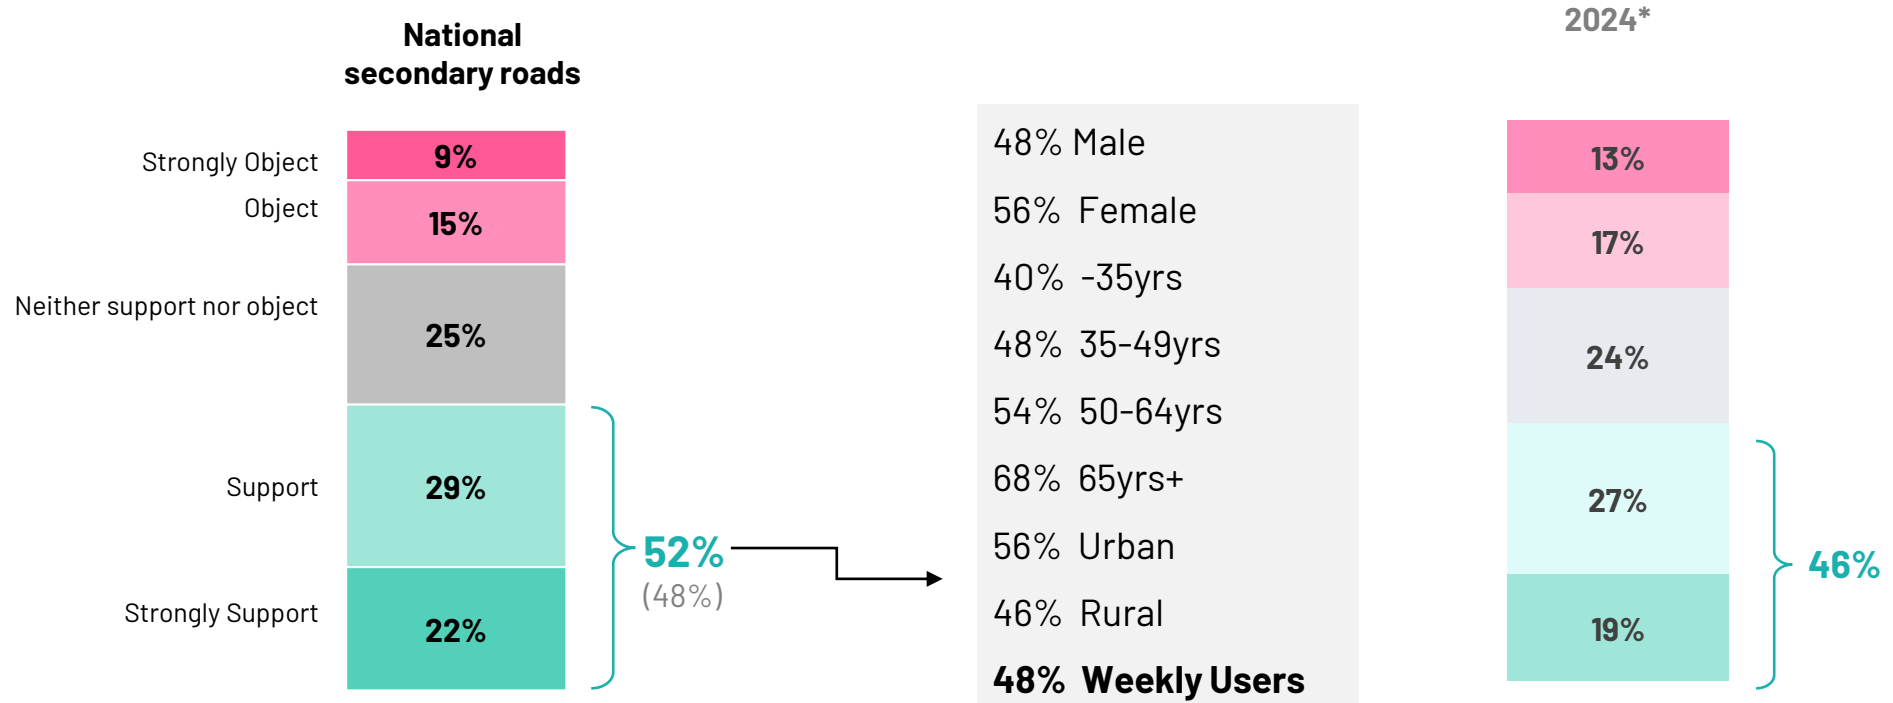 National
secondary roads
Strongly Object
9%
Object
15%
Neither support nor object
25%
Support
29%
Strongly Support
22%
52%
(48%)
48% Male
56% Female
40% -35yrs
48% 35-49yrs
54% 50-64yrs
68% 65yrs+
56% Urban
46% Rural
48% Weekly Users
2024*
13%
17%
24%
27%
19%
46%